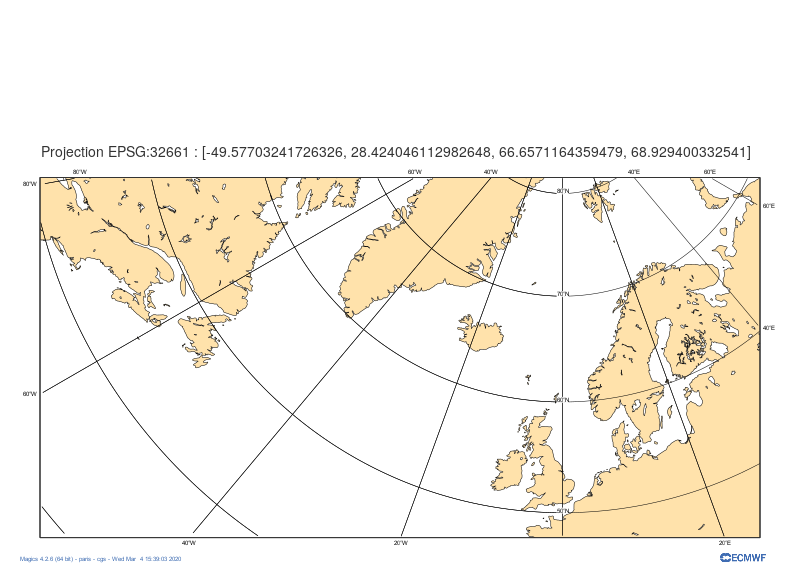 Projection EPSG:32661 : [-49.57703241726326, 28.424046112982648, 66.6571164359479, 68.929400332541]
80°W 60°W 40°W 40°E 60°E
80°W 80°N 60°E
70°N
40°E
60°W 60°N
50°N
40°W 20°W 20°E
Magics 4.2.6 (64 bit) - paris - cgs - Wed Mar 4 15:39:03 2020
ECMWF